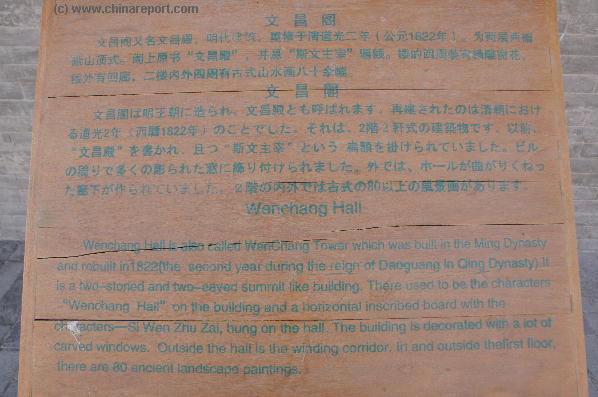 (c) www.chinareport.com
文昌閣
文昌阁又名文昌殿，明代建筑，重修于清道光二年（公元1822年）。为两层两檐
歇山顶式。阁上原书“文昌殿”，并悬“斯文主宰”匾额。楼的四周装有雕花窗，
楼外有回廊，二楼内外四周有古式山水画八十余幅。
文昌閣
文昌閣は明王朝に造られ、文昌殿とも呼ばれます。再建されたのは清朝におけ
る道光2年（西暦1822年）のことでした。それは、2階２軒式の建築物です。以前、
“文昌殿”を書かれ、且つ“斯文主宰”という扁額を掛けられていました。ビル
の周りで多くの彫られた窓に飾り付けられました。外では、ホールが曲がりくねっ
た廊下が作られていました。2階の内外では古式の80以上の風景画があります。
Wenchang Hall
Wenchang Hall is also called WenChang Tower which was built in the Ming Dynasty
and rebuilt in1822(the second year during the reign of Daoguang in Qing Dynasty).It
is a two-storied and two-eaved summit like building. There used to be the characters
“Wenchang Hall” on the building and a horizontal inscribed board with the
characters—Si Wen Zhu Zai, hung on the hall. The building is decorated with a lot of
carved windows. Outside the hall is the winding corridor. In and outside thefirst floor,
there are 80 ancient landscape paintings.